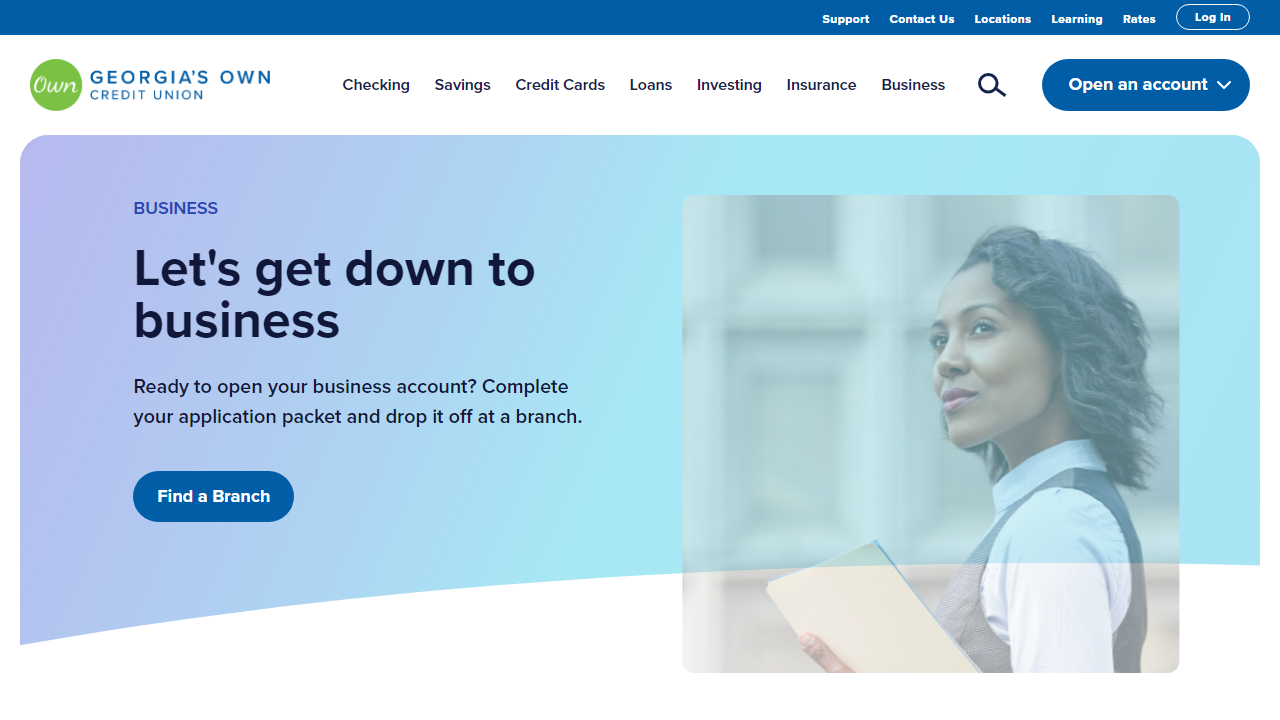 Support Contact Us Locations Learning Rates Log In
Own GEORGIA'S OWN
CREDIT UNION
Checking Savings Credit Cards Loans Investing Insurance Business Open an account
BUSINESS
Let's get down to
business
Ready to open your business account? Complete
your application packet and drop it off at a branch.
Find a Branch